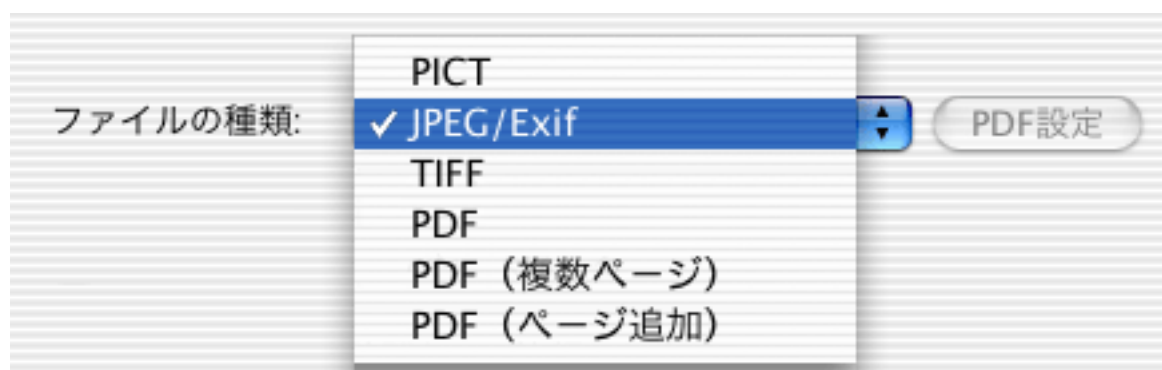 PICT
ファイルの種類: ✓ JPEG/Exif PDF設定
TIFF
PDF
PDF（複数ページ）
PDF（ページ追加）